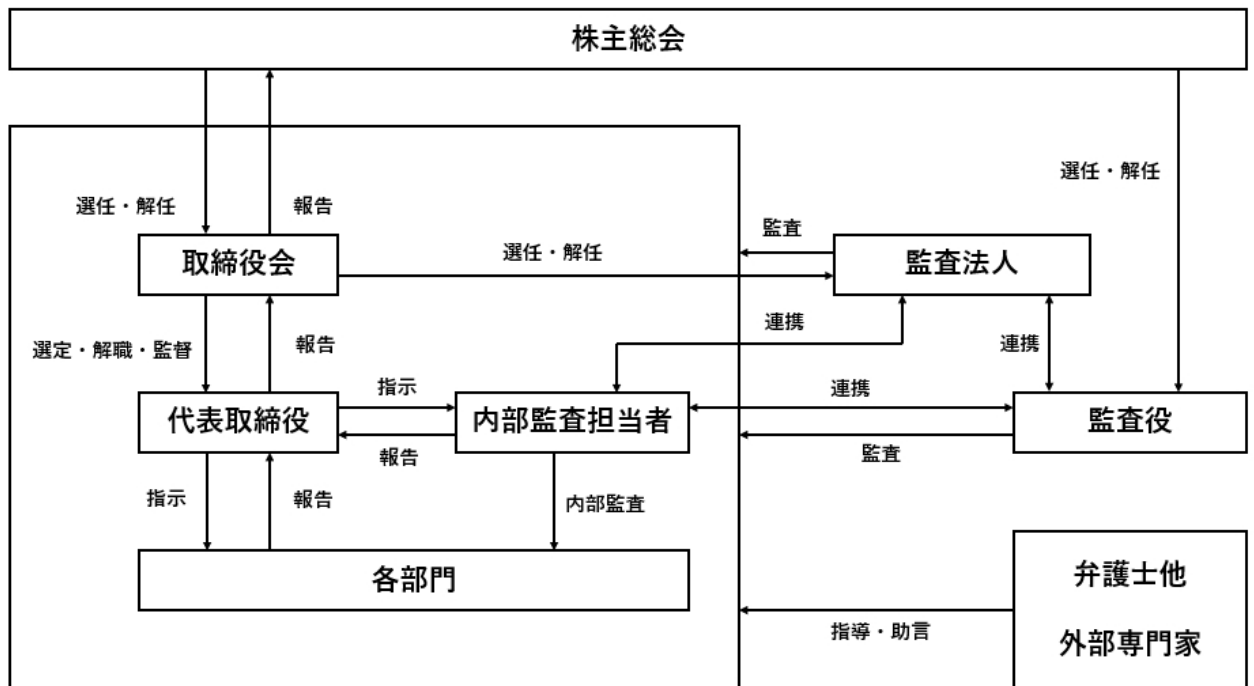 株主総会
選任・解任
選任・解任
報告
監査
取締役会
選任・解任
監査法人
連携
選定・解職・監督
報告
連携
指示
連携
代表取締役
内部監査担当者
監査役
報告
監査
指示
報告
内部監査
各部門
弁護士他
指導・助言
外部専門家